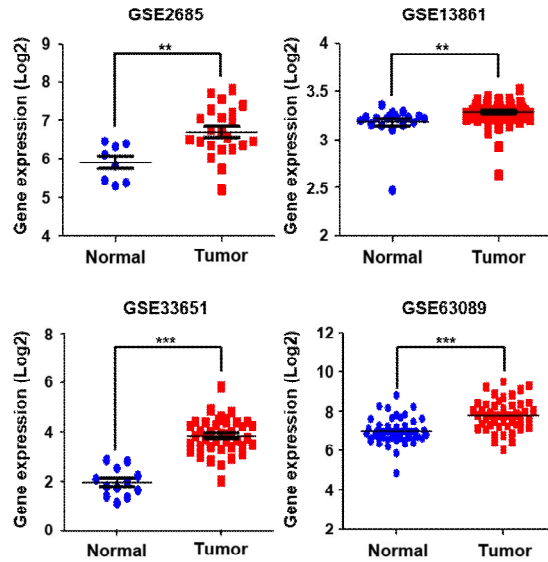 GSE2685
Gene expression (Log2)
9
8
7
6
5
4
**
Normal
Tumor
GSE13861
Gene expression (Log2)
4
3.5
3
2.5
2
**
Normal
Tumor
GSE33651
Gene expression (Log2)
8
6
4
2
0
***
Normal
Tumor
GSE63089
Gene expression (Log2)
12
10
8
6
4
2
***
Normal
Tumor